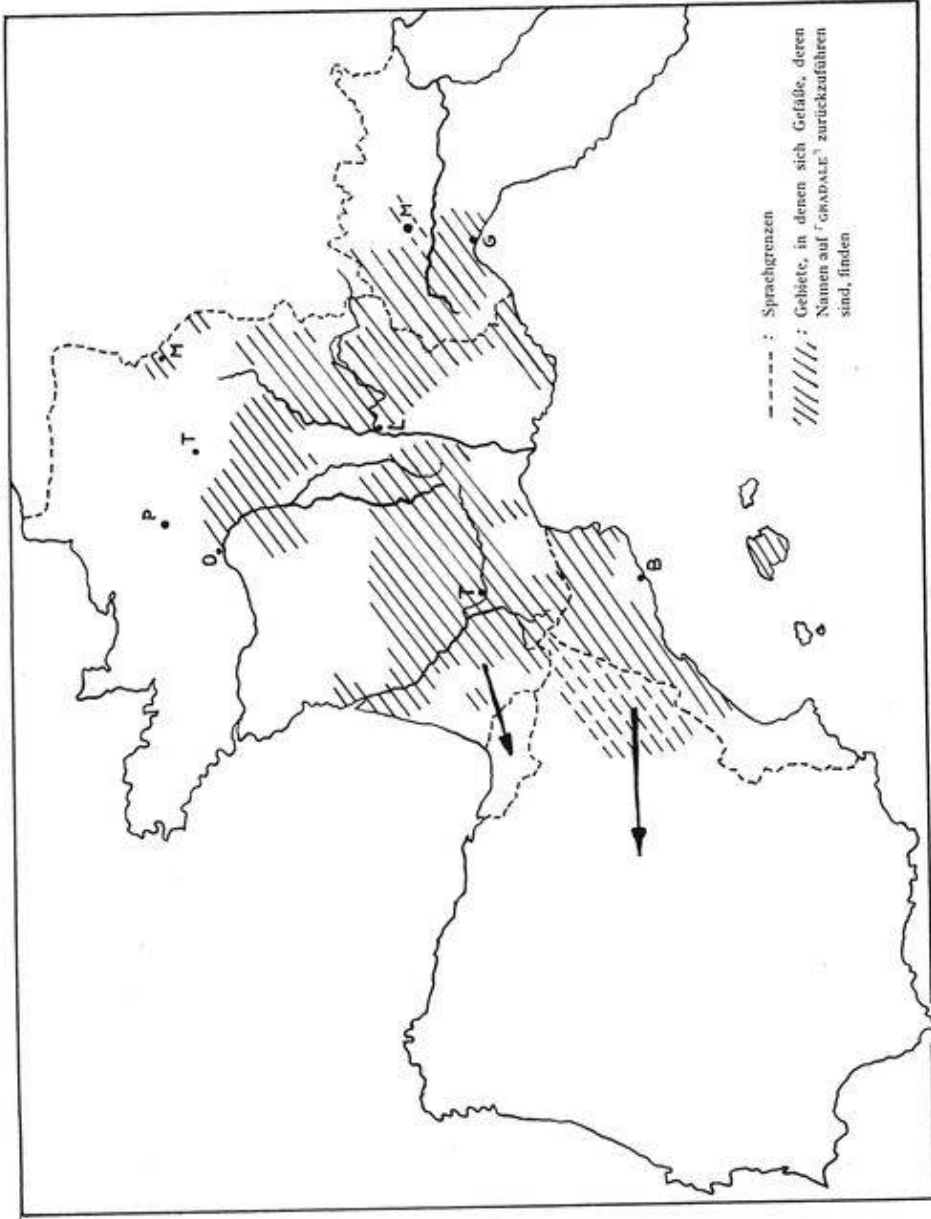 P
T
M
O
L
M
G
T
B
- - - - : Sprachgrenzen
: Gebiete, in denen sich Gefäße, deren
Namen auf ⸢GRADALE⸣ zurückzuführen
sind, finden